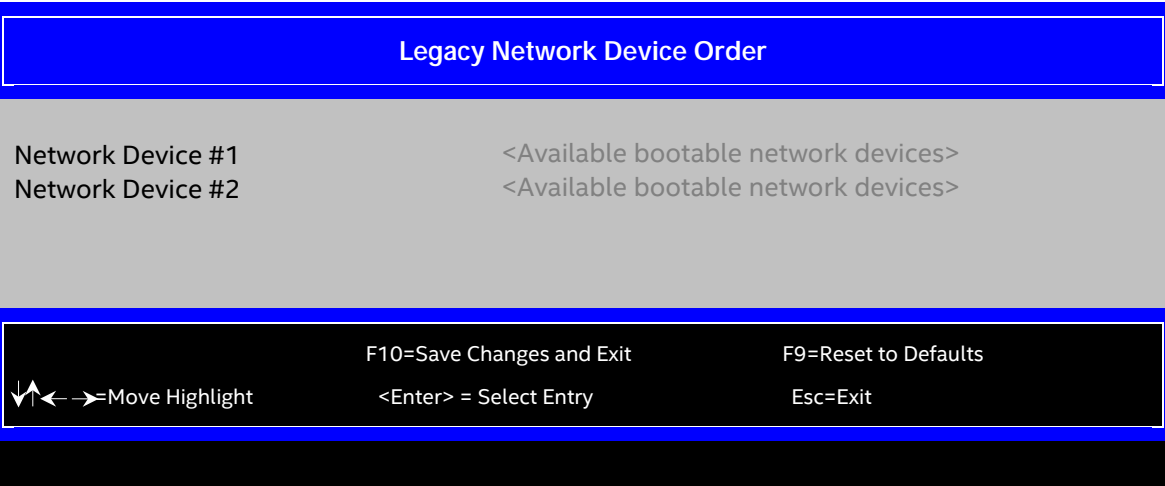 Legacy Network Device Order
Network Device #1 <Available bootable network devices>
Network Device #2 <Available bootable network devices>
F10=Save Changes and Exit F9=Reset to Defaults
=Move Highlight <Enter> = Select Entry Esc=Exit